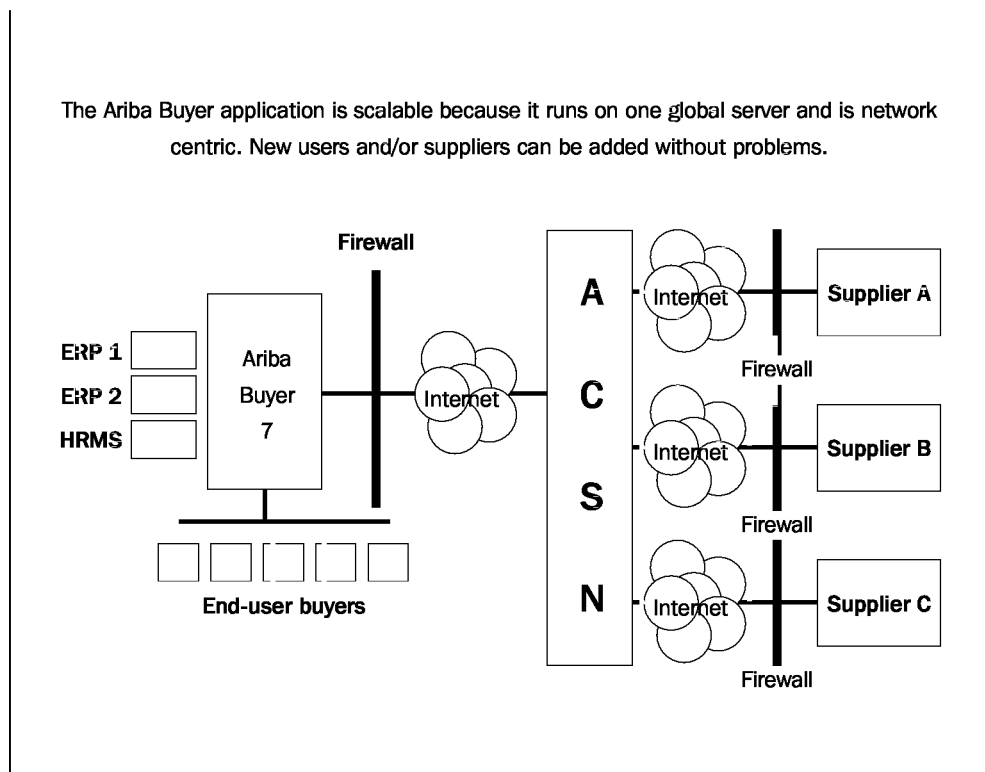 The Ariba Buyer application is scalable because it runs on one global server and is network
centric. New users and/or suppliers can be added without problems.
Firewall
ERP 1
ERP 2
HRMS
Ariba
Buyer
7
Internet
End-user buyers
A
C
S
N
Internet
Firewall
Supplier A
Internet
Firewall
Supplier B
Internet
Firewall
Supplier C